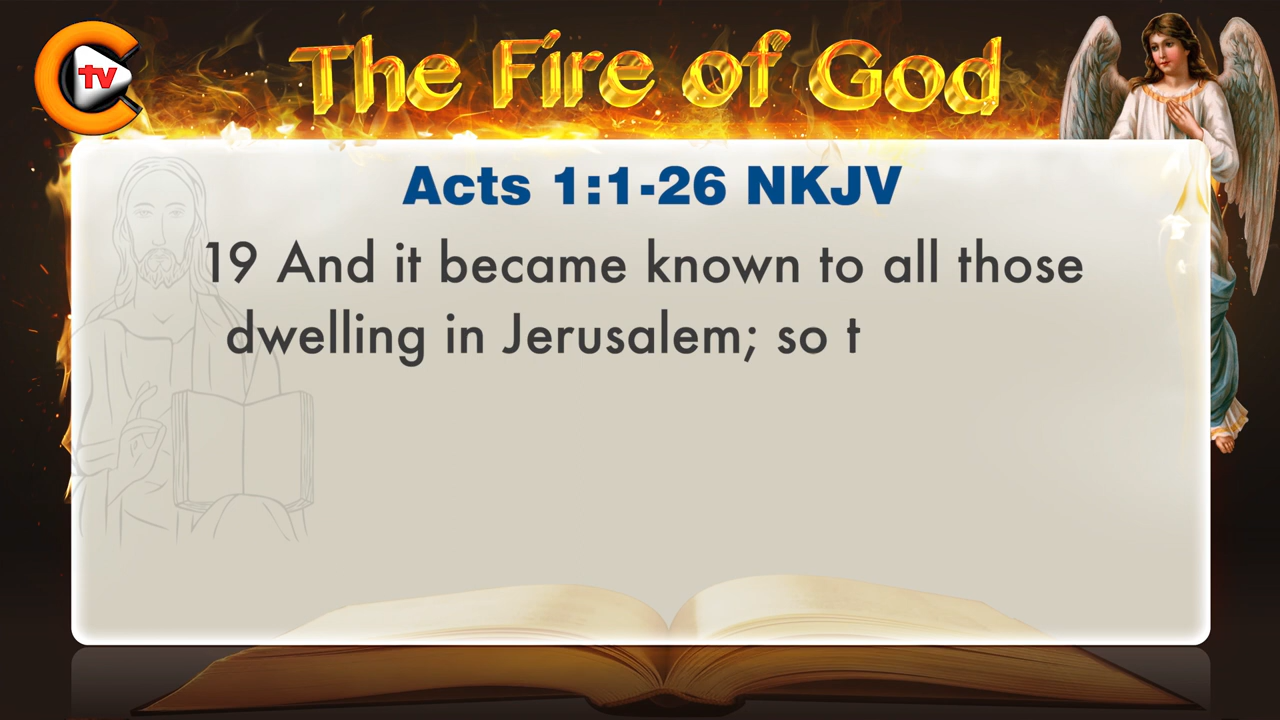 tv
The Fire of God
Acts 1:1-26 NKJV
19 And it became known to all those
dwelling in Jerusalem; so t